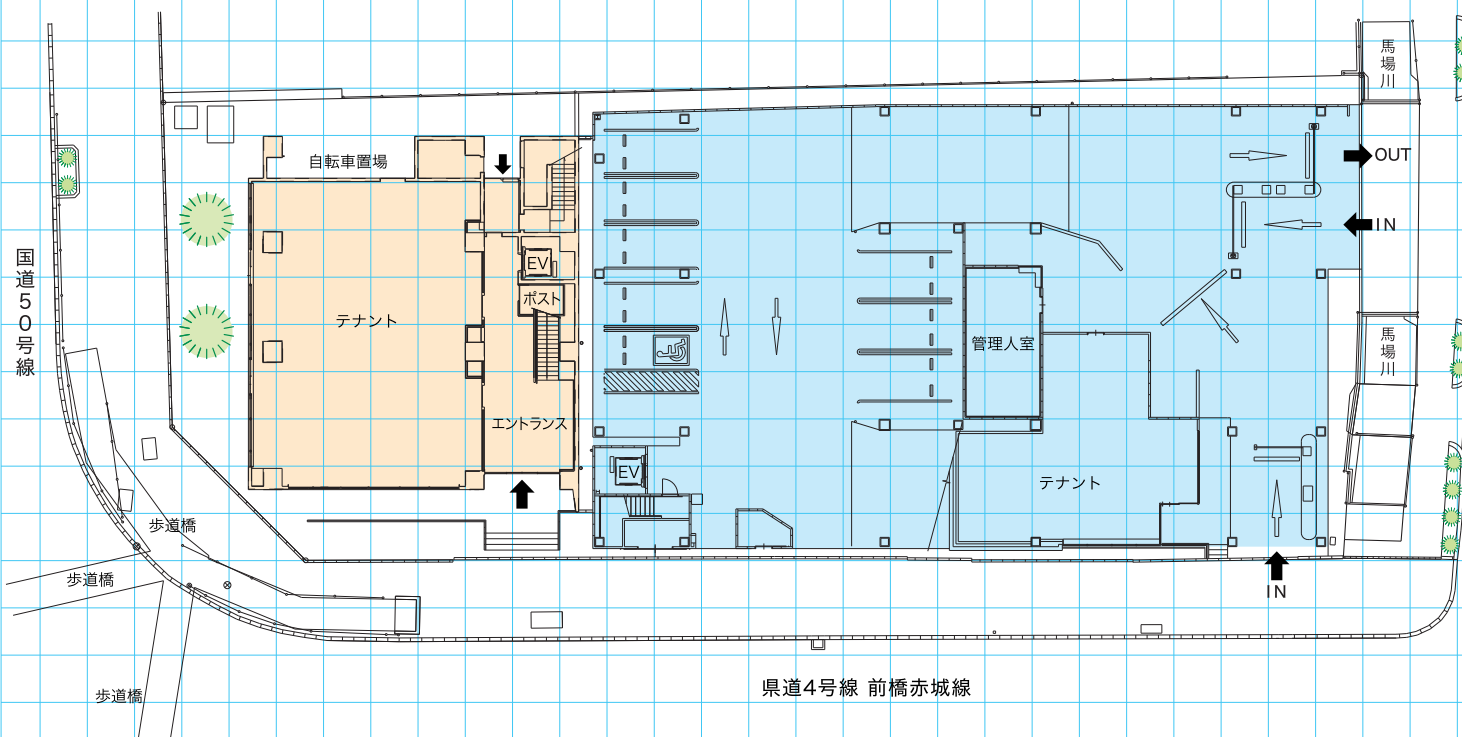 馬場川
自転車置場
OUT
IN
国道50号線
EV
ポスト
テナント
馬場川
管理人室
エントランス
EV
テナント
歩道橋
歩道橋
IN
歩道橋
県道4号線 前橋赤城線